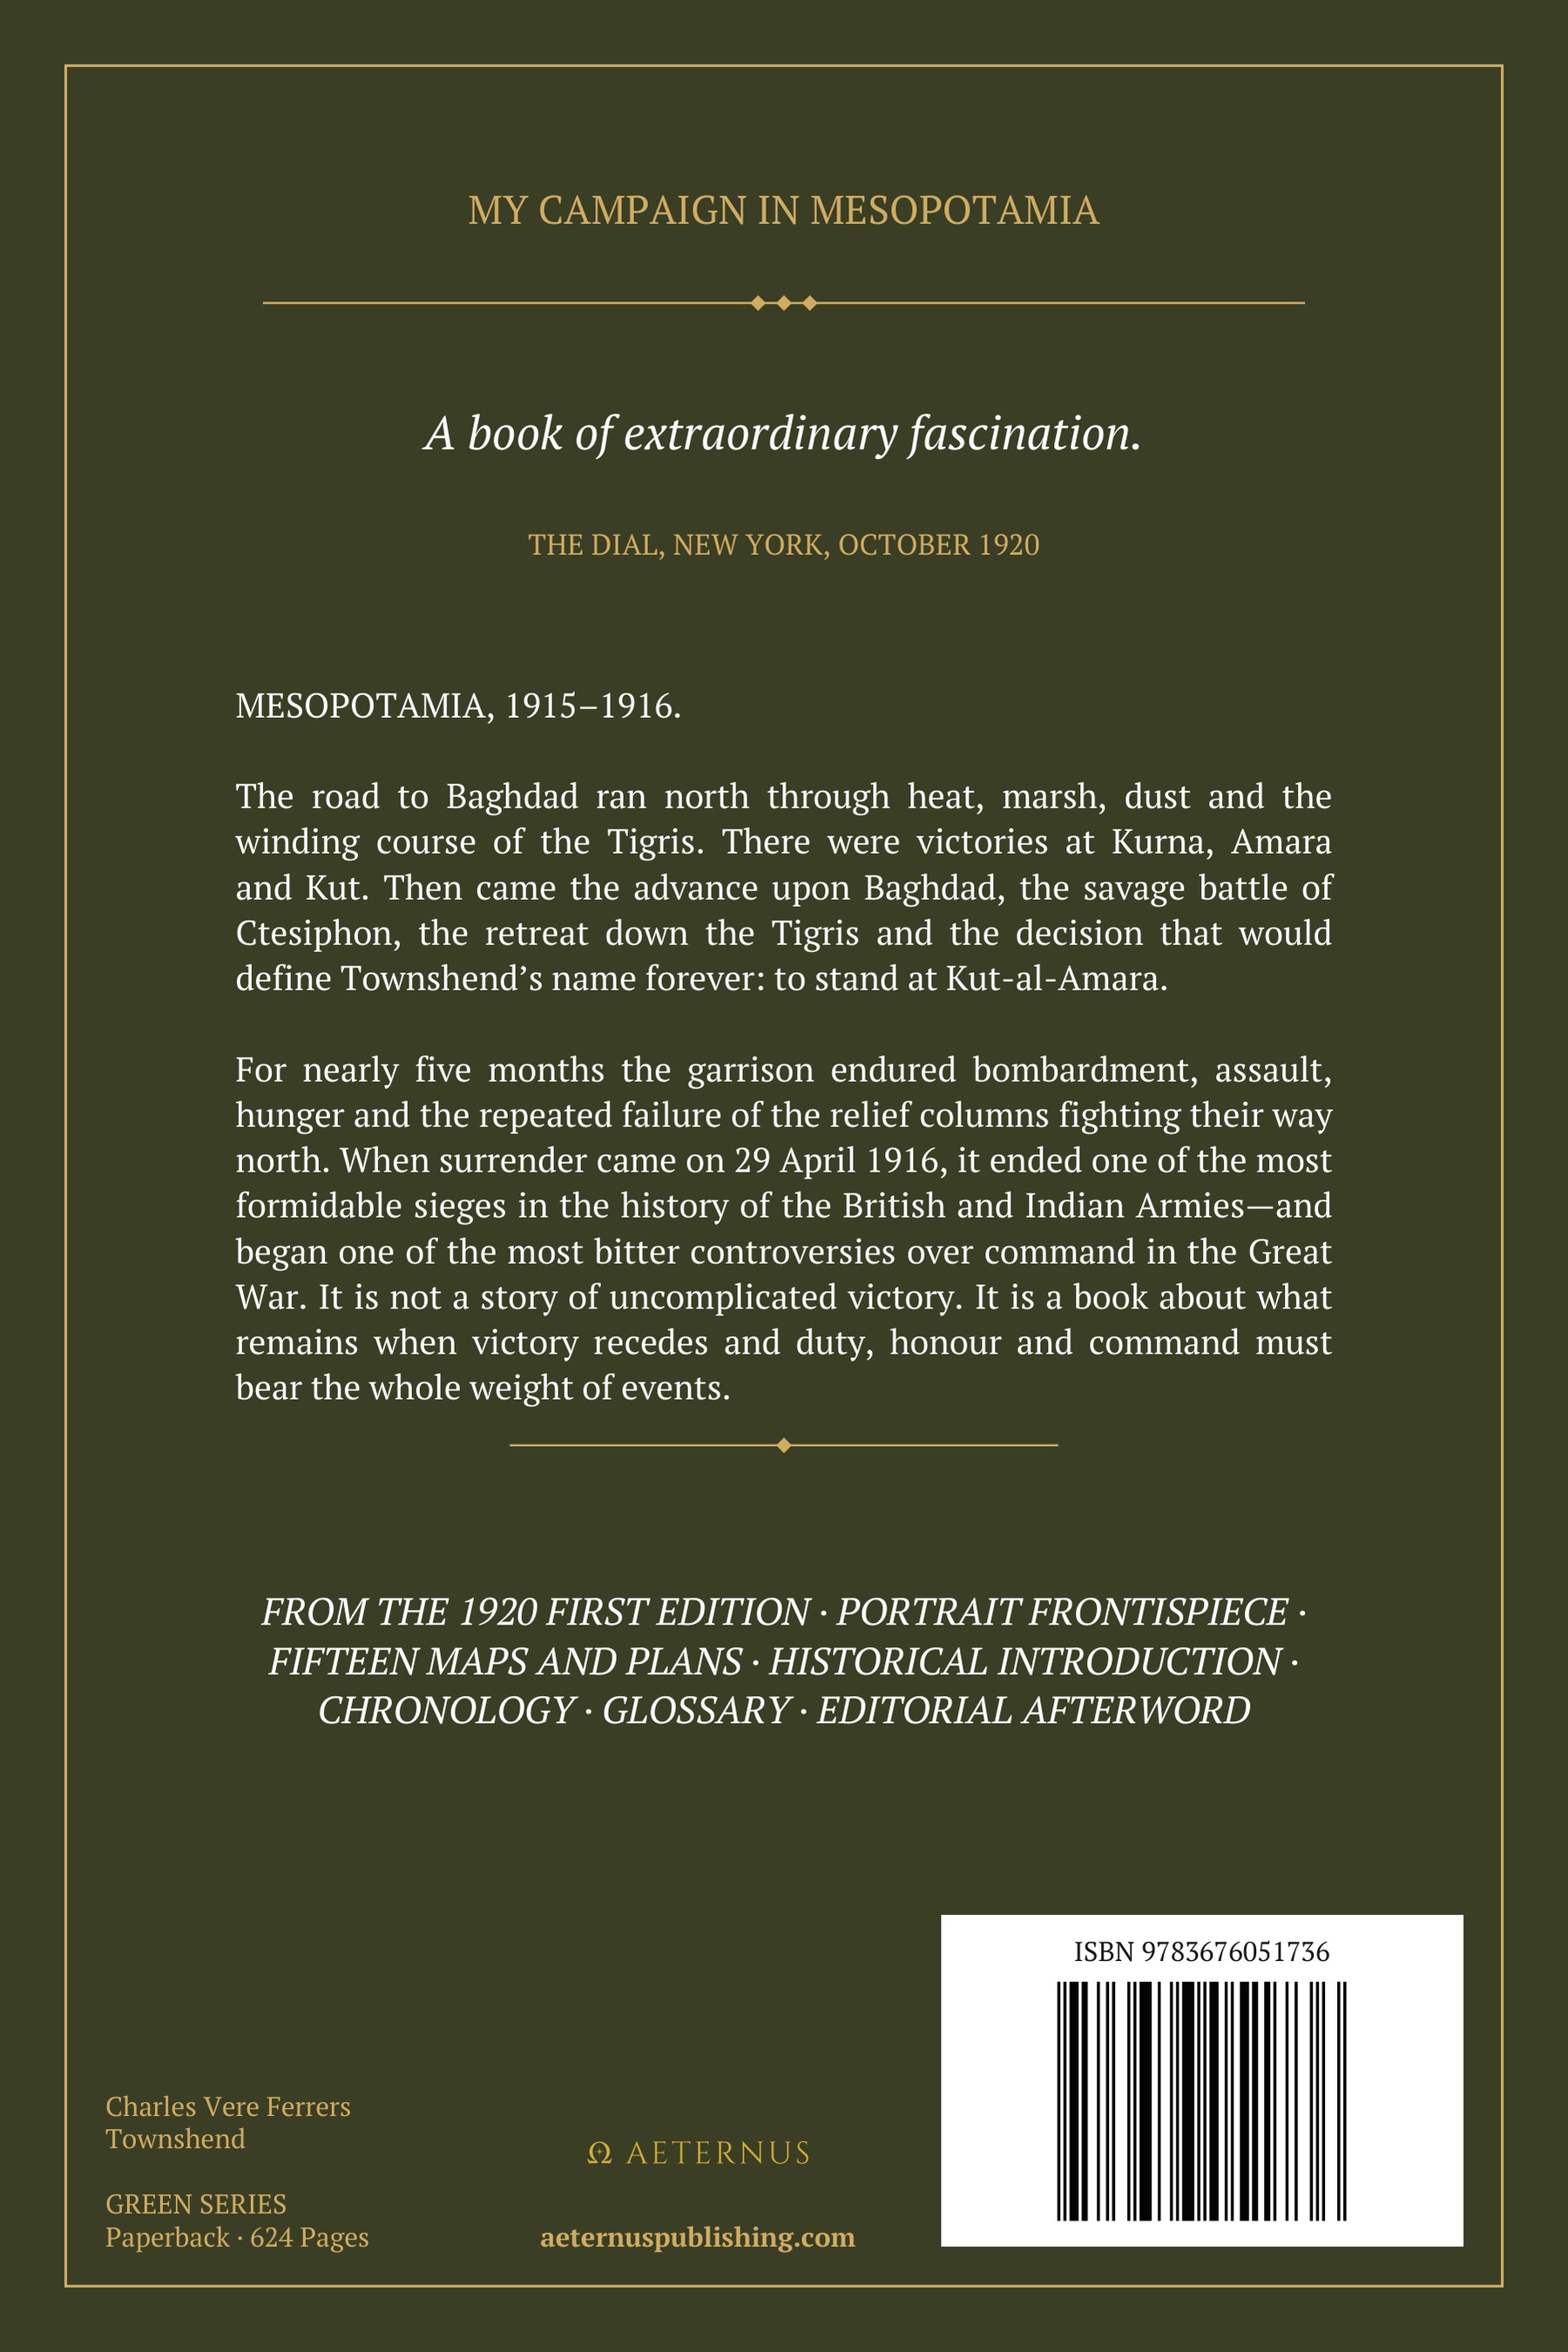 MY CAMPAIGN IN MESOPOTAMIA
A book of extraordinary fascination.
THE DIAL, NEW YORK, OCTOBER 1920
MESOPOTAMIA, 1915–1916.
The road to Baghdad ran north through heat, marsh, dust and the
winding course of the Tigris. There were victories at Kurna, Amara
and Kut. Then came the advance upon Baghdad, the savage battle of
Ctesiphon, the retreat down the Tigris and the decision that would
define Townshend’s name forever: to stand at Kut-al-Amara.
For nearly five months the garrison endured bombardment, assault,
hunger and the repeated failure of the relief columns fighting their way
north. When surrender came on 29 April 1916, it ended one of the most
formidable sieges in the history of the British and Indian Armies—and
began one of the most bitter controversies over command in the Great
War. It is not a story of uncomplicated victory. It is a book about what
remains when victory recedes and duty, honour and command must
bear the whole weight of events.
FROM THE 1920 FIRST EDITION · PORTRAIT FRONTISPIECE ·
FIFTEEN MAPS AND PLANS · HISTORICAL INTRODUCTION ·
CHRONOLOGY · GLOSSARY · EDITORIAL AFTERWORD
ISBN 9783676051736
Charles Vere Ferrers
Townshend
GREEN SERIES
Paperback · 624 Pages
Ω AETERNUS
aeternuspublishing.com